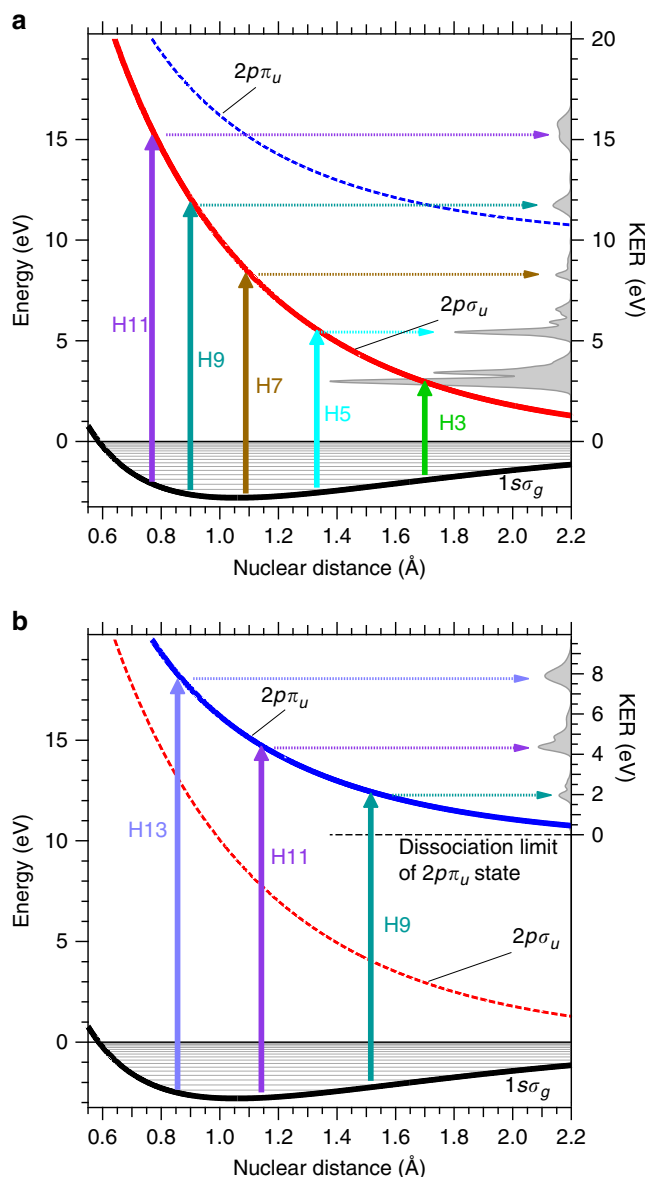 a
20
15
10
5
0
Energy (eV)
20
15
10
5
0
KER (eV)
2pπu
2pσu
H11
H9
H7
H5
H3
1sσg
0.6 0.8 1.0 1.2 1.4 1.6 1.8 2.0 2.2
Nuclear distance (Å)
b
15
10
5
0
Energy (eV)
8
6
4
2
0
KER (eV)
2pπu
H13
H11
H9
Dissociation limit
of 2pπu state
2pσu
1sσg
0.6 0.8 1.0 1.2 1.4 1.6 1.8 2.0 2.2
Nuclear distance (Å)